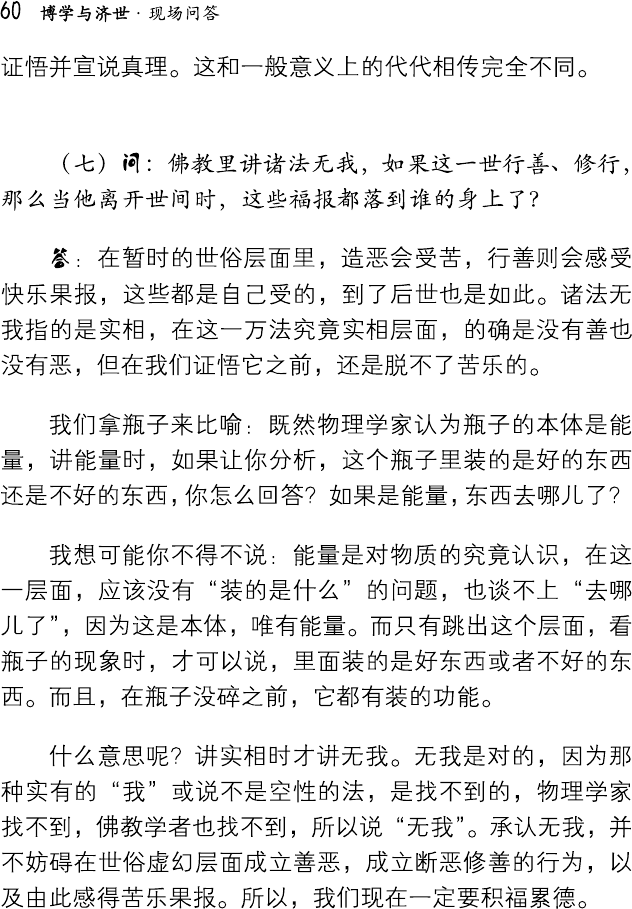 60 博学与济世·现场问答
证悟并宣说真理。这和一般意义上的代代相传完全不同。
（七）问：佛教里讲诸法无我，如果这一世行善、修行，
那么当他离开世间时，这些福报都落到谁的身上了？
答：在暂时的世俗层面里，造恶会受苦，行善则会感受
快乐果报，这些都是自己受的，到了后世也是如此。诸法无
我指的是实相，在这一万法究竟实相层面，的确是没有善也
没有恶，但在我们证悟它之前，还是脱不了苦乐的。
我们拿瓶子来比喻：既然物理学家认为瓶子的本体是能
量，讲能量时，如果让你分析，这个瓶子里装的是好的东西
还是不好的东西，你怎么回答？如果是能量，东西去哪儿了？
我想可能你不得不说：能量是对物质的究竟认识，在这
一层面，应该没有“装的是什么”的问题，也谈不上“去哪
儿了”，因为这是本体，唯有能量。而只有跳出这个层面，看
瓶子的现象时，才可以说，里面装的是好东西或者不好的东
西。而且，在瓶子没碎之前，它都有装的功能。
什么意思呢？讲实相时才讲无我。无我是对的，因为那
种实有的“我”或说不是空性的法，是找不到的，物理学家
找不到，佛教学者也找不到，所以说“无我”。承认无我，并
不妨碍在世俗虚幻层面成立善恶，成立断恶修善的行为，以
及由此感得苦乐果报。所以，我们现在一定要积福累德。